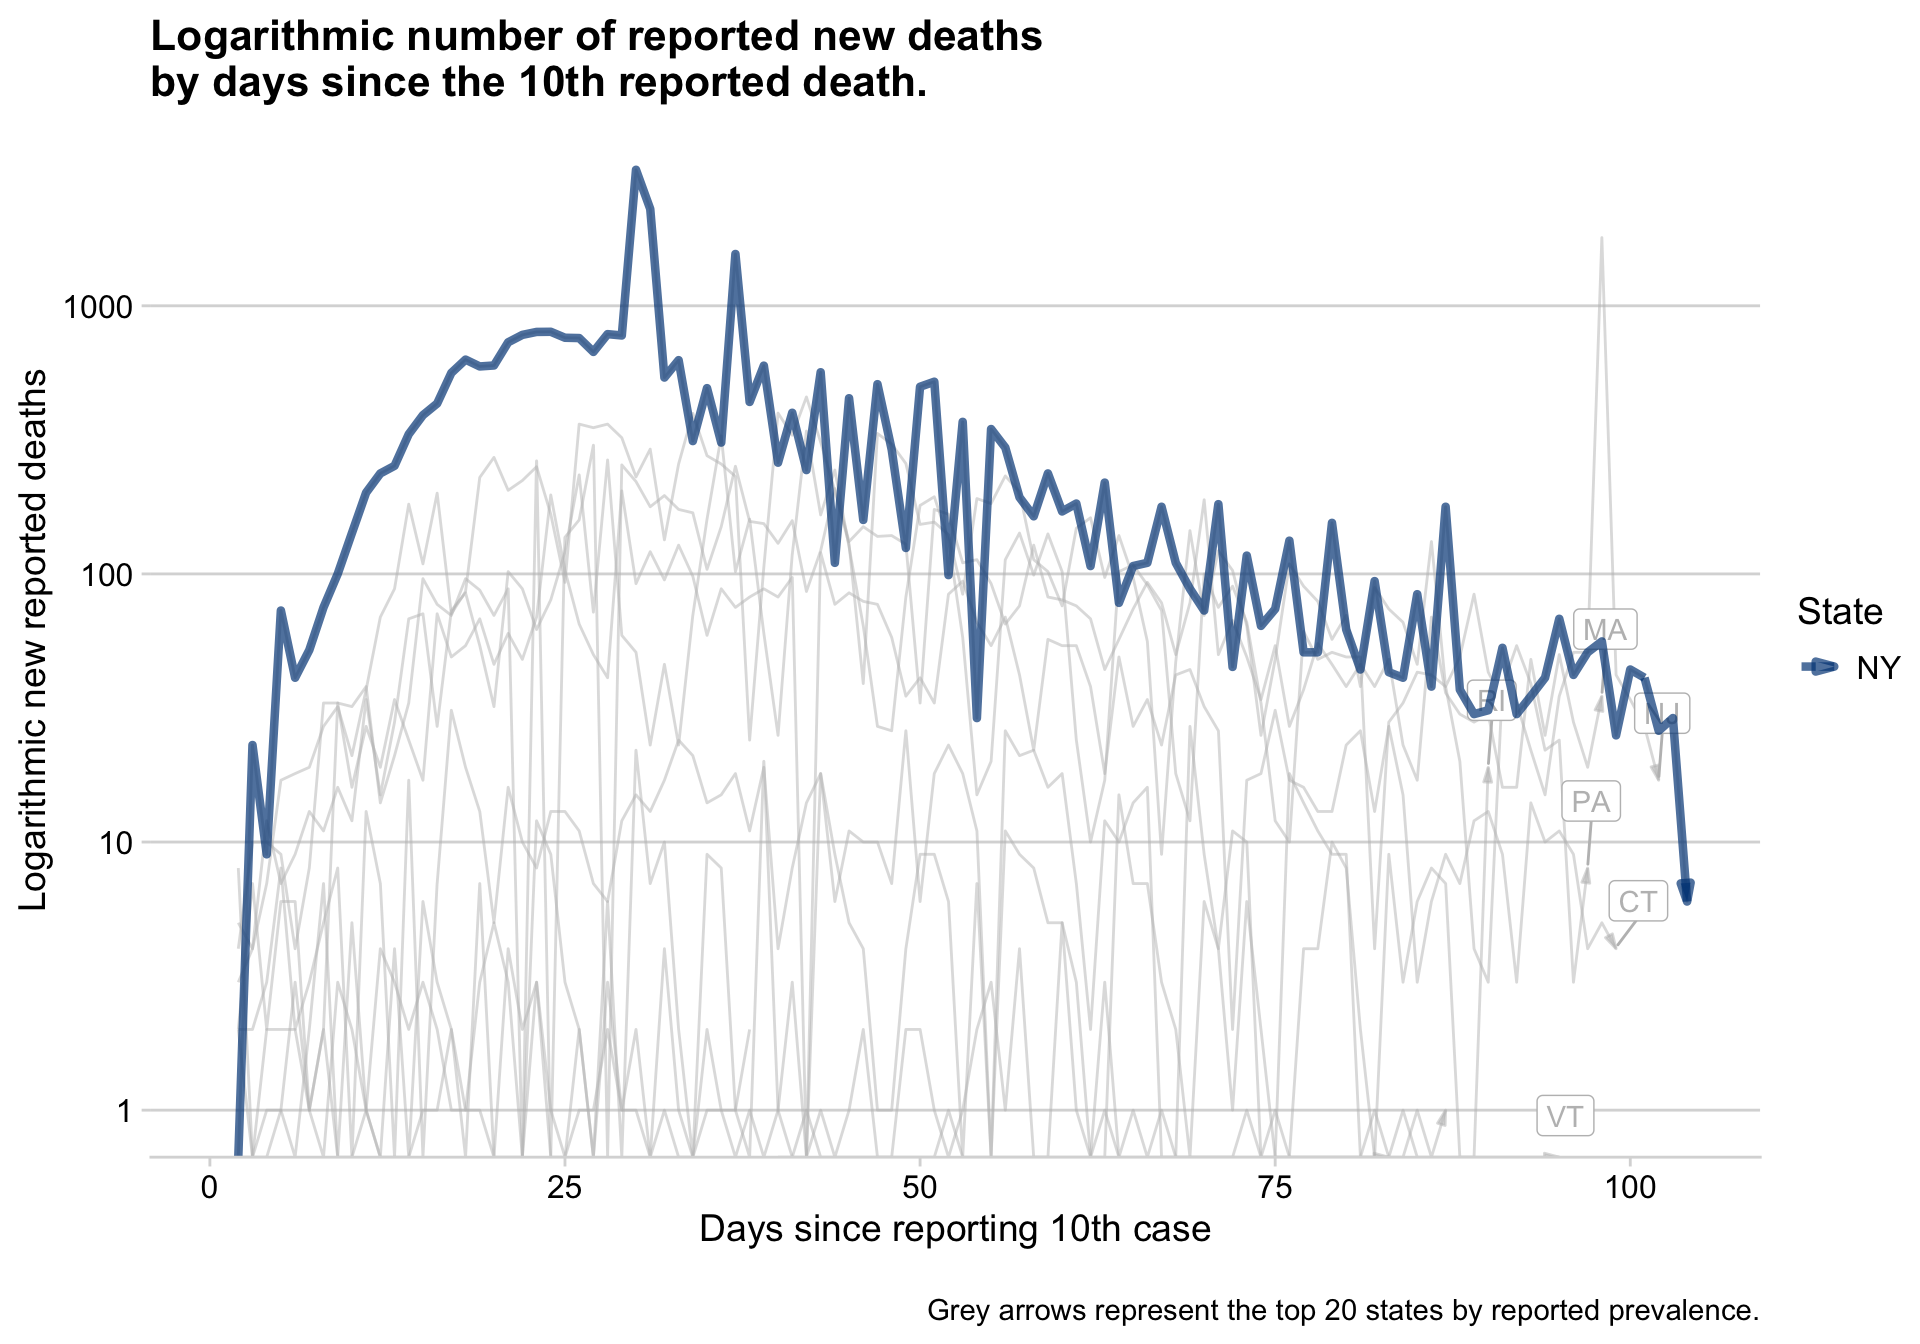 Logarithmic number of reported new deaths
by days since the 10th reported death.
Logarithmic new reported deaths
1000
100
10
1
MA
RI
NJ
PA
CT
VT
State
NY
0 25 50 75 100
Days since reporting 10th case
Grey arrows represent the top 20 states by reported prevalence.